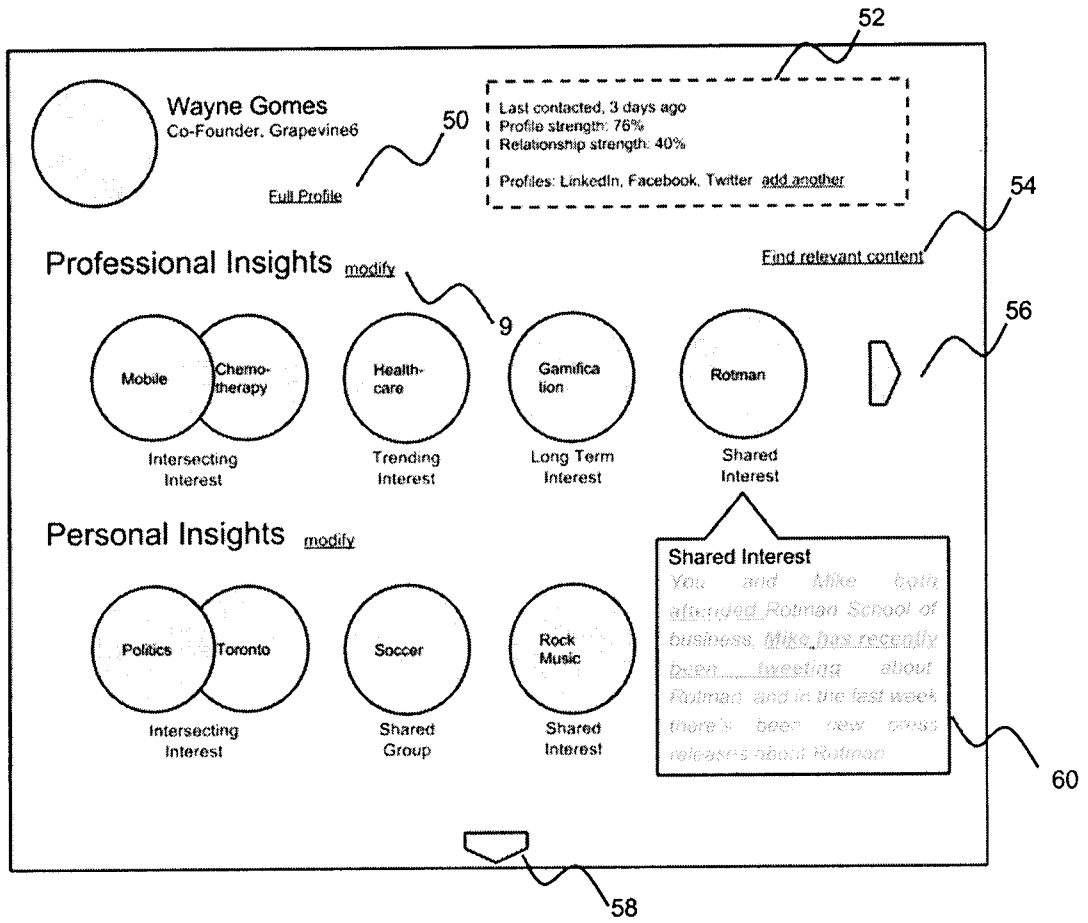 52
Wayne Gomes
Co-Founder, Grapevine6
50
Full Profile
Last contacted, 3 days ago
Profile strength: 76%
Relationship strength: 40%
Profiles: LinkedIn, Facebook, Twitter add another
54
Professional Insights modify
Find relevant content
9
56
Mobile
Chemo-
therapy
Health-
care
Gamifica
tion
Rotman
Intersecting
Interest
Trending
Interest
Long Term
Interest
Shared
Interest
Personal Insights modify
Politics
Toronto
Soccer
Rock
Music
Intersecting
Interest
Shared
Group
Shared
Interest
Shared Interest
You and Mike both
attended Rotman School of
business. Mike has recently
been tweeting about
Rotman and in the last week
there's been new press
releases about Rotman
60
58